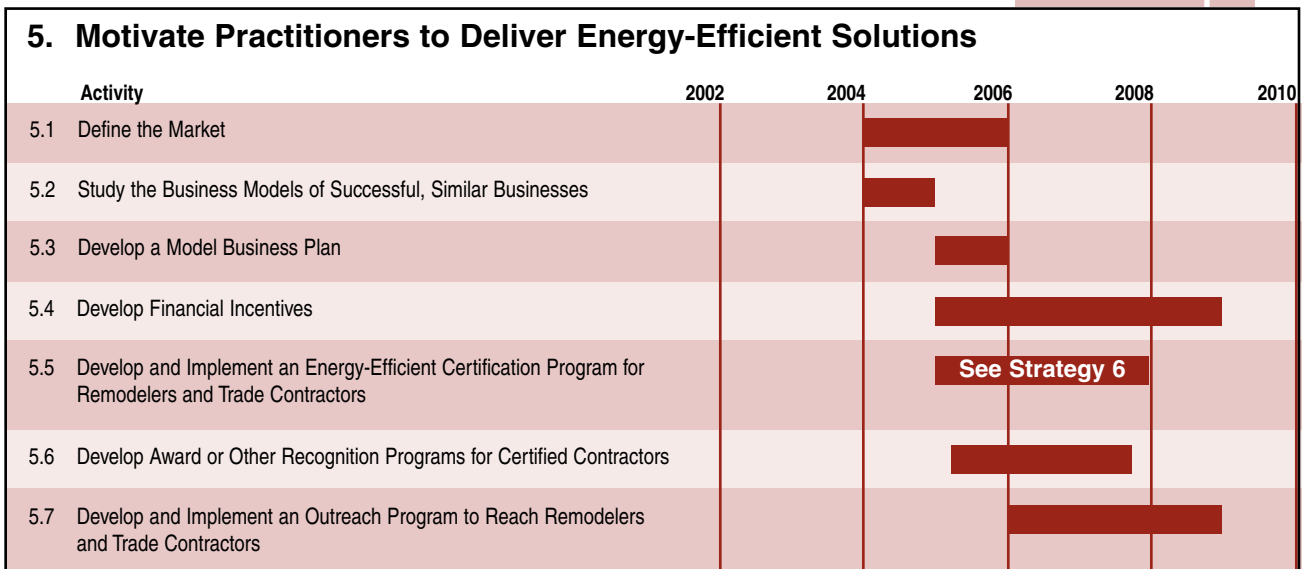 5. Motivate Practitioners to Deliver Energy-Efficient Solutions
Activity 2002 2004 2006 2008 2010
5.1 Define the Market
5.2 Study the Business Models of Successful, Similar Businesses
5.3 Develop a Model Business Plan
5.4 Develop Financial Incentives
5.5 Develop and Implement an Energy-Efficient Certification Program for See Strategy 6
Remodelers and Trade Contractors
5.6 Develop Award or Other Recognition Programs for Certified Contractors
5.7 Develop and Implement an Outreach Program to Reach Remodelers
and Trade Contractors